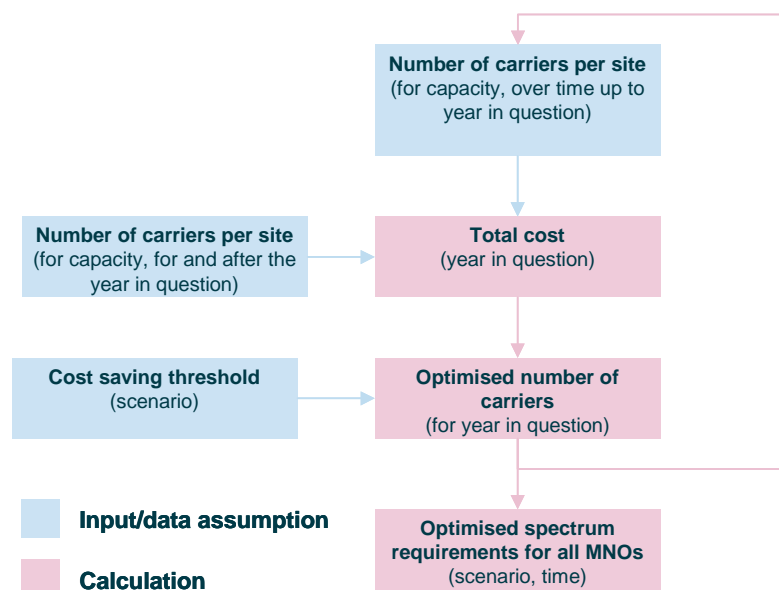 Number of carriers per site
(for capacity, over time up to
year in question)
Number of carriers per site
(for capacity, for and after the
year in question)
Total cost
(year in question)
Cost saving threshold
(scenario)
Optimised number of
carriers
(for year in question)
Input/data assumption
Optimised spectrum
requirements for all MNOs
(scenario, time)
Calculation